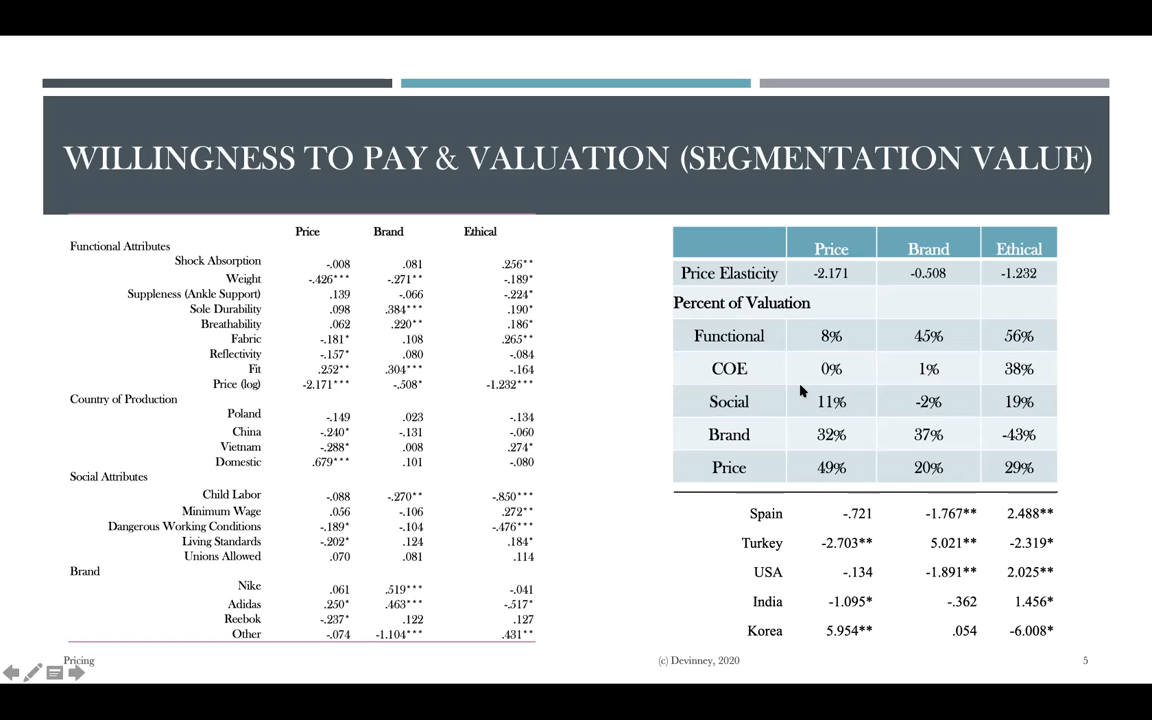 WILLINGNESS TO PAY & VALUATION (SEGMENTATION VALUE)
Price Brand Ethical
Functional Attributes
Shock Absorption -.008 .081 .256**
Weight -.426*** -.271** -.189*
Suppleness (Ankle Support) .139 -.066 -.224*
Sole Durability .098 .384*** .190*
Breathability .062 .220** .186*
Fabric -.181* .108 .265**
Reflectivity -.157* .080 -.084
Fit .252** .304*** -.164
Price (log) -2.171*** -.508* -1.232***
Country of Production
Poland -.149 .023 -.134
China -.240* -.131 -.060
Vietnam -.288* .008 .274*
Domestic .679*** .101 -.080
Social Attributes
Child Labor -.088 -.270** -.850***
Minimum Wage .056 -.106 .272**
Dangerous Working Conditions -.189* -.104 -.476***
Living Standards -.202* .124 .184*
Unions Allowed .070 .081 .114
Brand
Nike .061 .519*** -.041
Adidas .250* .463*** -.517*
Reebok -.237* .122 .127
Other -.074 -1.104*** .431**
Price Brand Ethical
Price Elasticity -2.171 -0.508 -1.232
Percent of Valuation
Functional 8% 45% 56%
COE 0% 1% 38%
Social 11% -2% 19%
Brand 32% 37% -43%
Price 49% 20% 29%
Spain -.721 -1.767** 2.488**
Turkey -2.703** 5.021** -2.319*
USA -.134 -1.891** 2.025**
India -1.095* -.362 1.456*
Korea 5.954** .054 -6.008*
Pricing
(c) Devinney, 2020
5